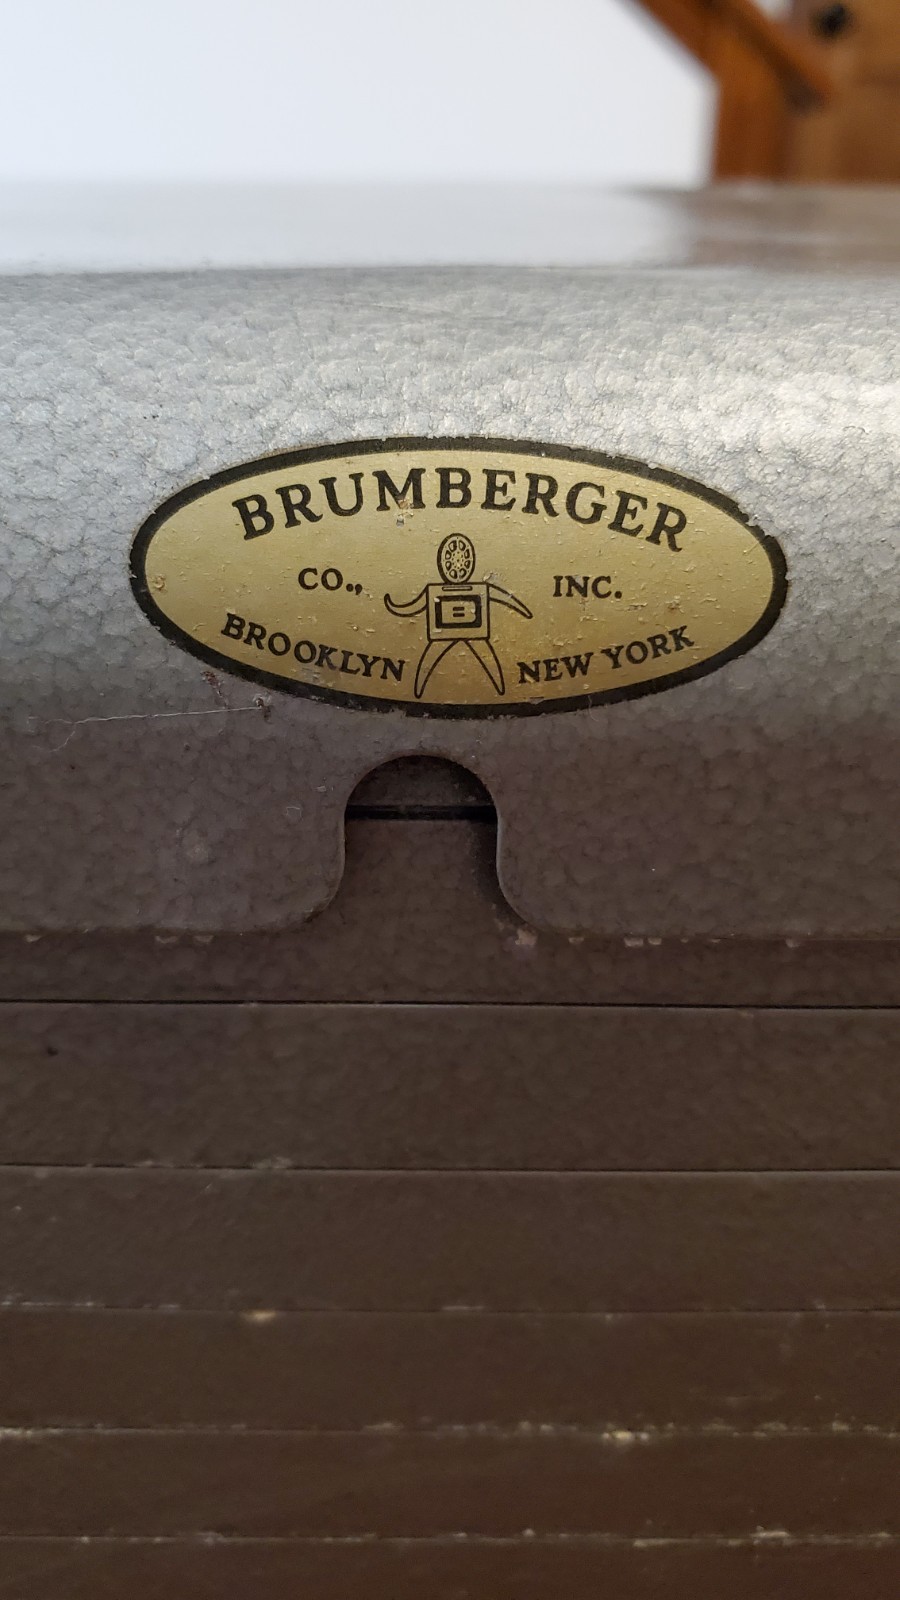 BRUMBERGER
CO., INC.
B
BROOKLYN NEW YORK